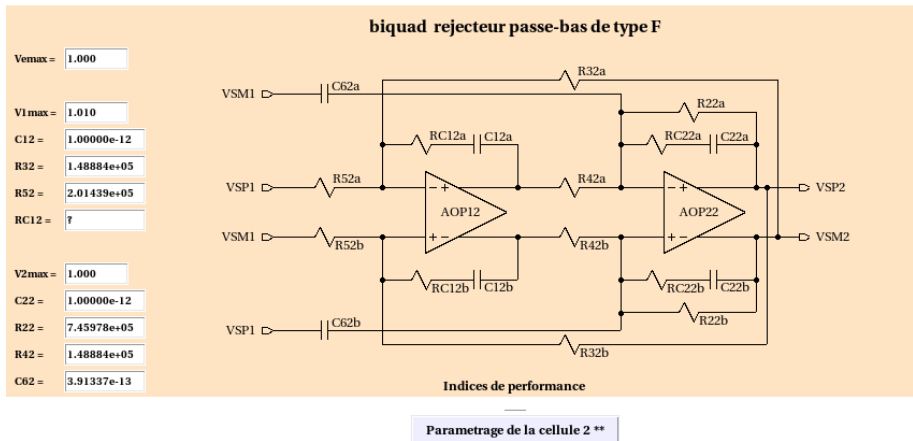 biquad rejecteur passe-bas de type F
Vemax = 1.000
V1max = 1.010
C12 = 1.00000e-12
R32 = 1.48884e+05
R52 = 2.01439e+05
RC12 = ?
V2max = 1.000
C22 = 1.00000e-12
R22 = 7.45978e+05
R42 = 1.48884e+05
C62 = 3.91337e-13
R32a
VSM1 C62a
R22a
RC12a C12a RC22a C22a
VSP1 R52a - + R42a - + VSP2
AOP12 AOP22
VSM1 R52b + - R42b + - VSM2
RC12b C12b RC22b C22b
R22b
VSP1 C62b
R32b
Indices de performance
Parametrage de la cellule 2 **